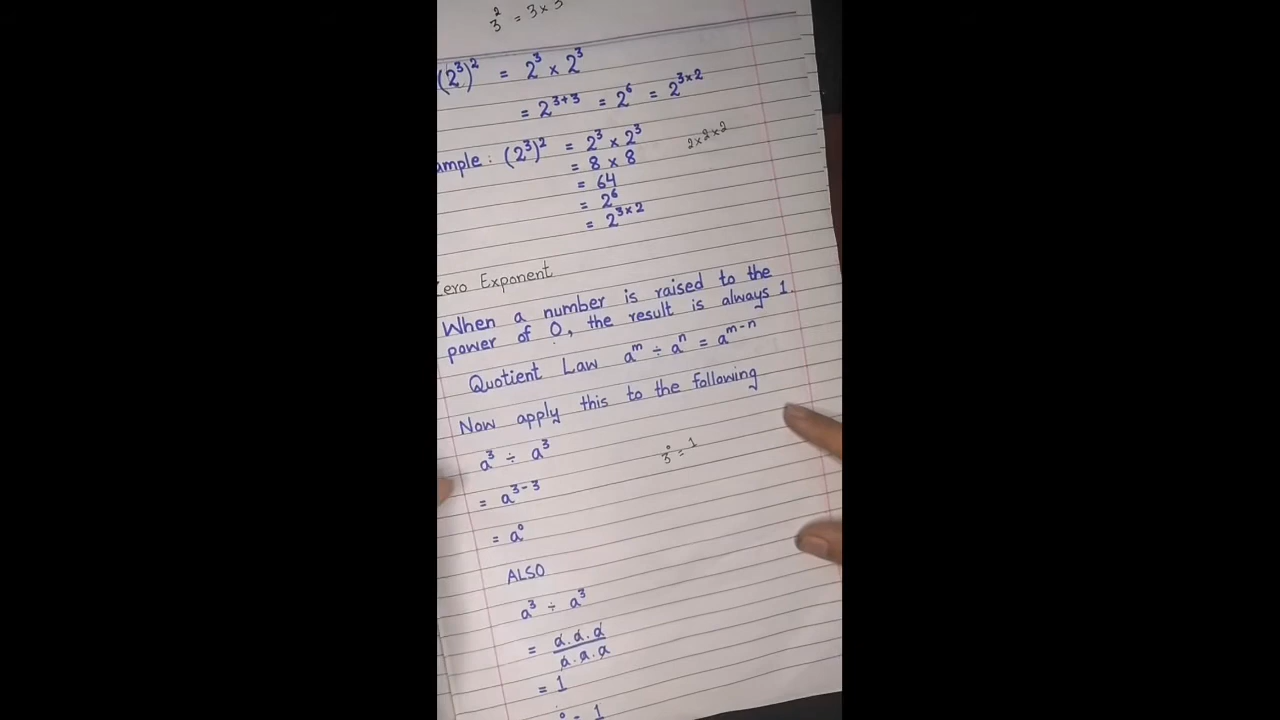 3² = 3 × 3
(2³)² = 2³ × 2³
= 2³⁺³ = 2⁶ = 2³ˣ²
ample : (2³)² = 2³ × 2³
2 × 2 × 2
= 8 × 8
= 64
= 2⁶
= 2³ˣ²
Zero Exponent
When a number is raised to the
power of 0, the result is always 1.
Quotient Law aᵐ ÷ aⁿ = aᵐ⁻ⁿ
Now apply this to the following
a³ ÷ a³
3⁰ = 1
= a³⁻³
= a⁰
ALSO
a³ ÷ a³
= a.a.a / a.a.a
= 1
⁰ = 1